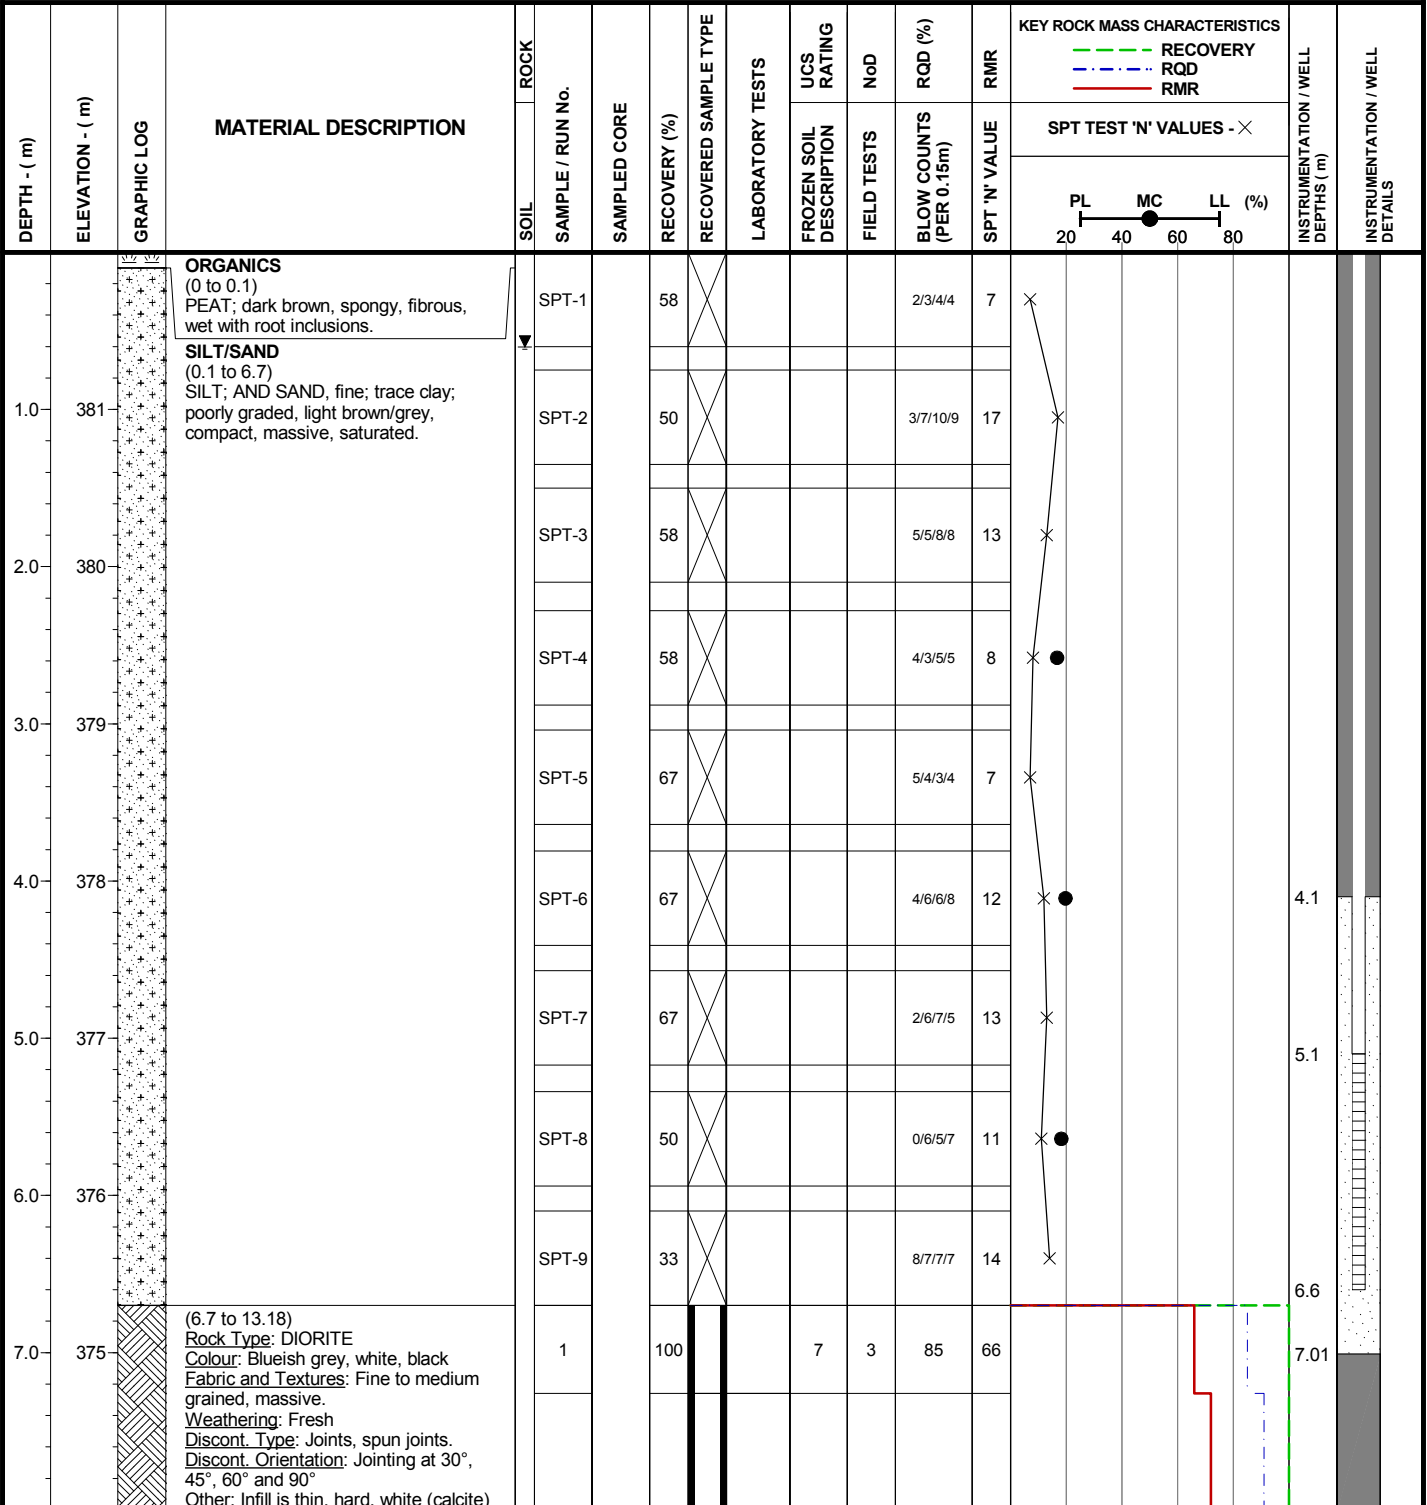 DEPTH - ( m)
ELEVATION - ( m)
GRAPHIC LOG
MATERIAL DESCRIPTION
SOIL
ROCK
SAMPLE / RUN No.
SAMPLED CORE
RECOVERY (%)
RECOVERED SAMPLE TYPE
LABORATORY TESTS
UCS
RATING
FROZEN SOIL
DESCRIPTION
NoD
FIELD TESTS
RQD (%)
BLOW COUNTS
(PER 0.15m)
RMR
SPT 'N' VALUE
KEY ROCK MASS CHARACTERISTICS
RECOVERY
RQD
RMR
SPT TEST 'N' VALUES - ×
PL MC LL (%)
20 40 60 80
INSTRUMENTATION / WELL
DEPTHS ( m)
INSTRUMENTATION / WELL
DETAILS
ORGANICS
(0 to 0.1)
PEAT; dark brown, spongy, fibrous,
wet with root inclusions.
SPT-1 58 2/3/4/4 7
SILT/SAND
(0.1 to 6.7)
SILT; AND SAND, fine; trace clay;
poorly graded, light brown/grey,
compact, massive, saturated.
1.0 381
SPT-2 50 3/7/10/9 17
SPT-3 58 5/5/8/8 13
2.0 380
SPT-4 58 4/3/5/5 8
3.0 379
SPT-5 67 5/4/3/4 7
4.0 378
SPT-6 67 4/6/6/8 12 4.1
SPT-7 67 2/6/7/5 13
5.0 377
5.1
SPT-8 50 0/6/5/7 11
6.0 376
SPT-9 33 8/7/7/7 14
6.6
(6.7 to 13.18)
Rock Type: DIORITE
7.0 375 1 100 7 3 85 66 7.01
Colour: Blueish grey, white, black
Fabric and Textures: Fine to medium
grained, massive.
Weathering: Fresh
Discont. Type: Joints, spun joints.
Discont. Orientation: Jointing at 30°,
45°, 60° and 90°
Other: Infill is thin, hard, white (calcite)